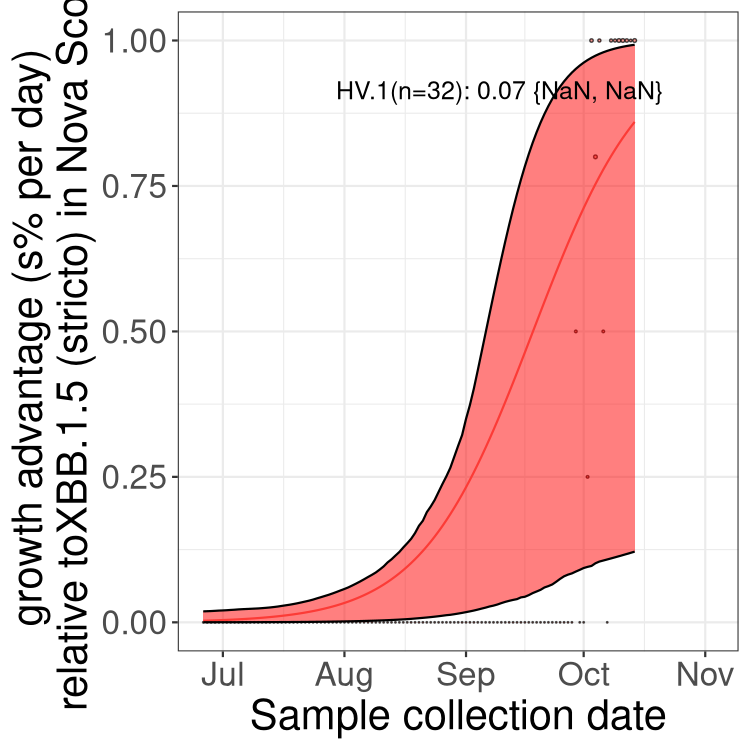 growth advantage (s% per day)
relative toXBB.1.5 (stricto) in Nova Sco
1.00
0.75
0.50
0.25
0.00
HV.1(n=32): 0.07 {NaN, NaN}
Jul Aug Sep Oct Nov
Sample collection date